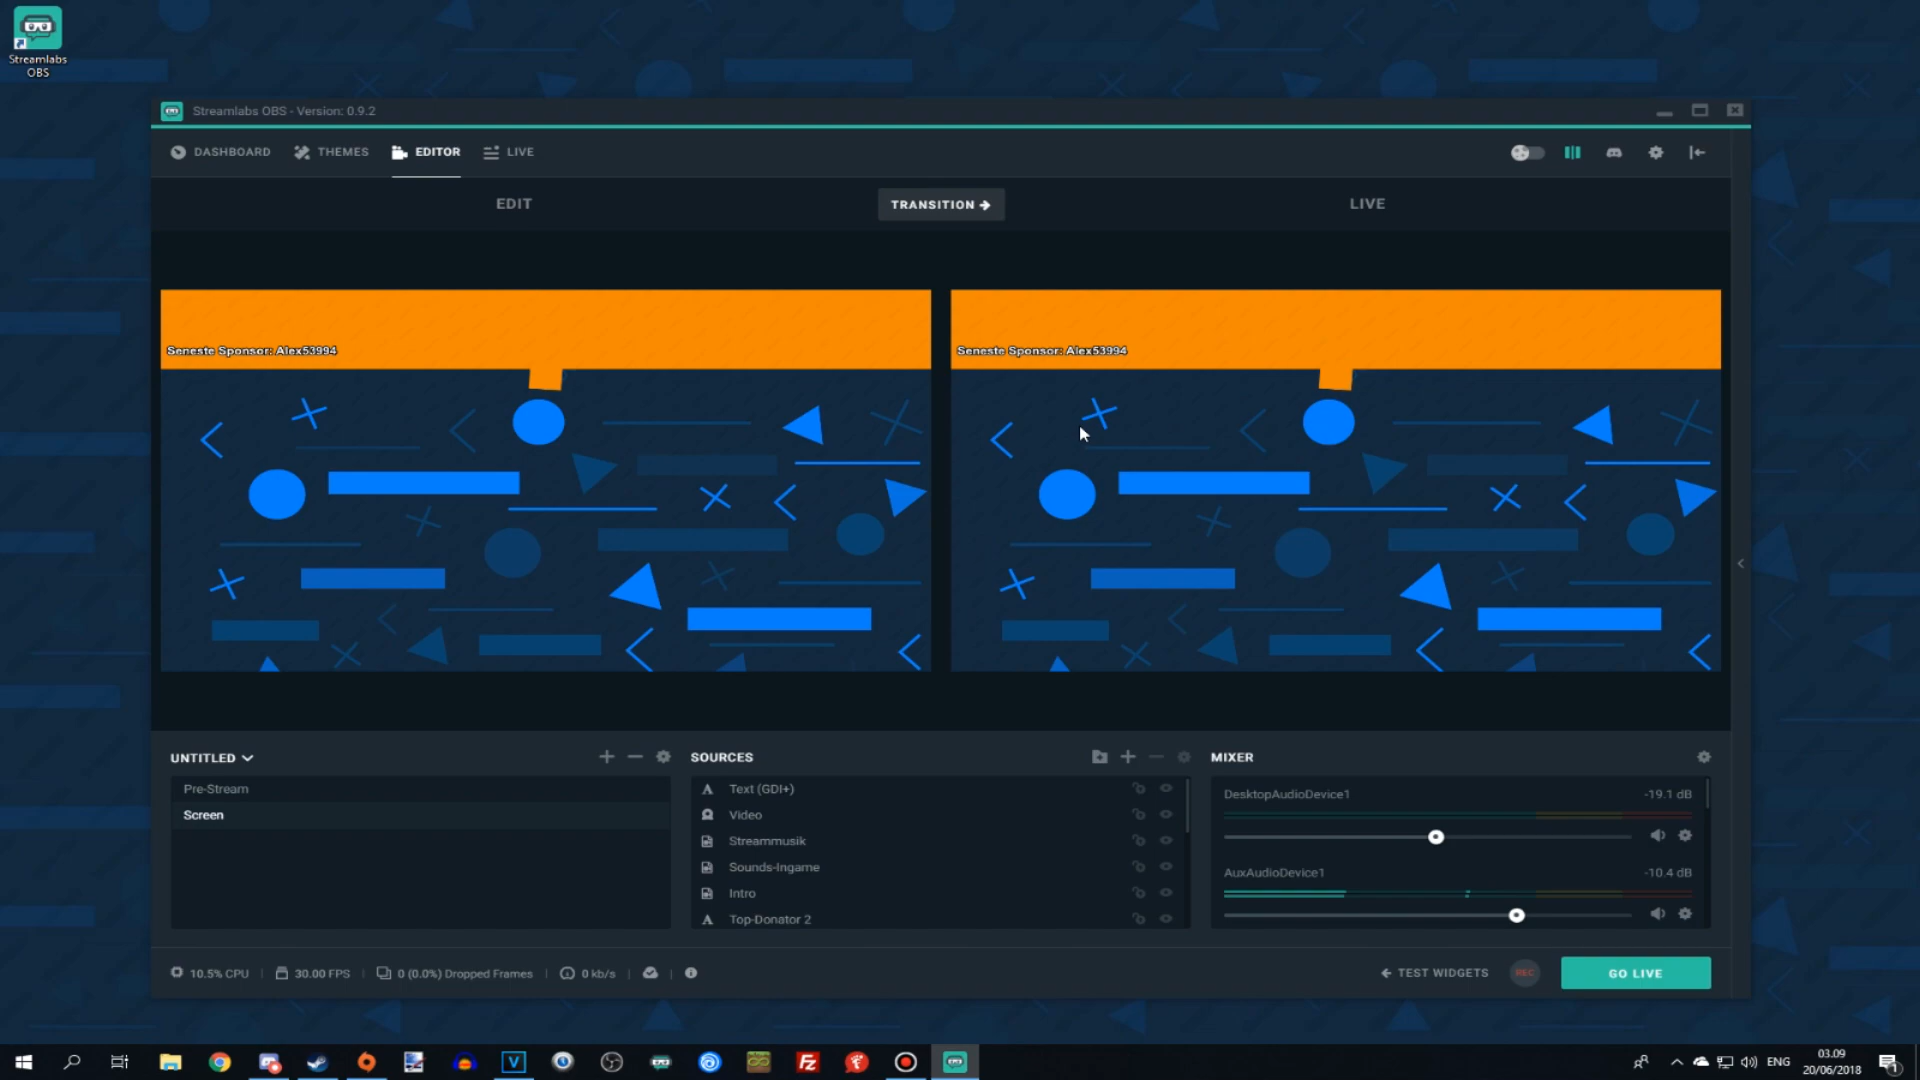 Streamlabs
OBS
Streamlabs OBS - Version: 0.9.2
DASHBOARD THEMES EDITOR LIVE
EDIT TRANSITION LIVE
Seneste Sponsor: Alex53994
Seneste Sponsor: Alex53994
UNTITLED
Pre-Stream
Screen
SOURCES
Text (GDI+)
Video
Streammusik
Sounds-Ingame
Intro
Top-Donator 2
MIXER
DesktopAudioDevice1 -19.1 dB
AuxAudioDevice1 -10.4 dB
10.5% CPU 30.00 FPS 0 (0.0%) Dropped Frames 0 kb/s
TEST WIDGETS REC GO LIVE
ENG
03.09
20/06/2018